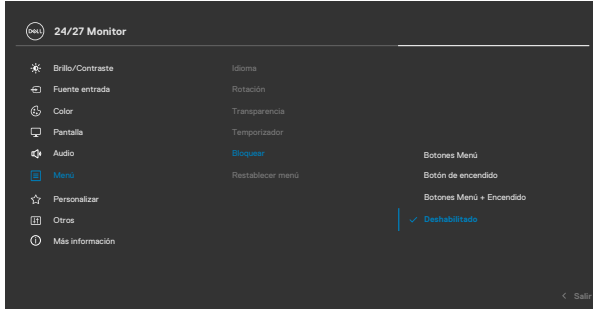 DELL 24/27 Monitor
Brillo/Contraste
Fuente entrada
Color
Pantalla
Audio
Menú
Personalizar
Otros
Más información
Idioma
Rotación
Transparencia
Temporizador
Bloquear
Restablecer menú
Botones Menú
Botón de encendido
Botones Menú + Encendido
Deshabilitado
Salir